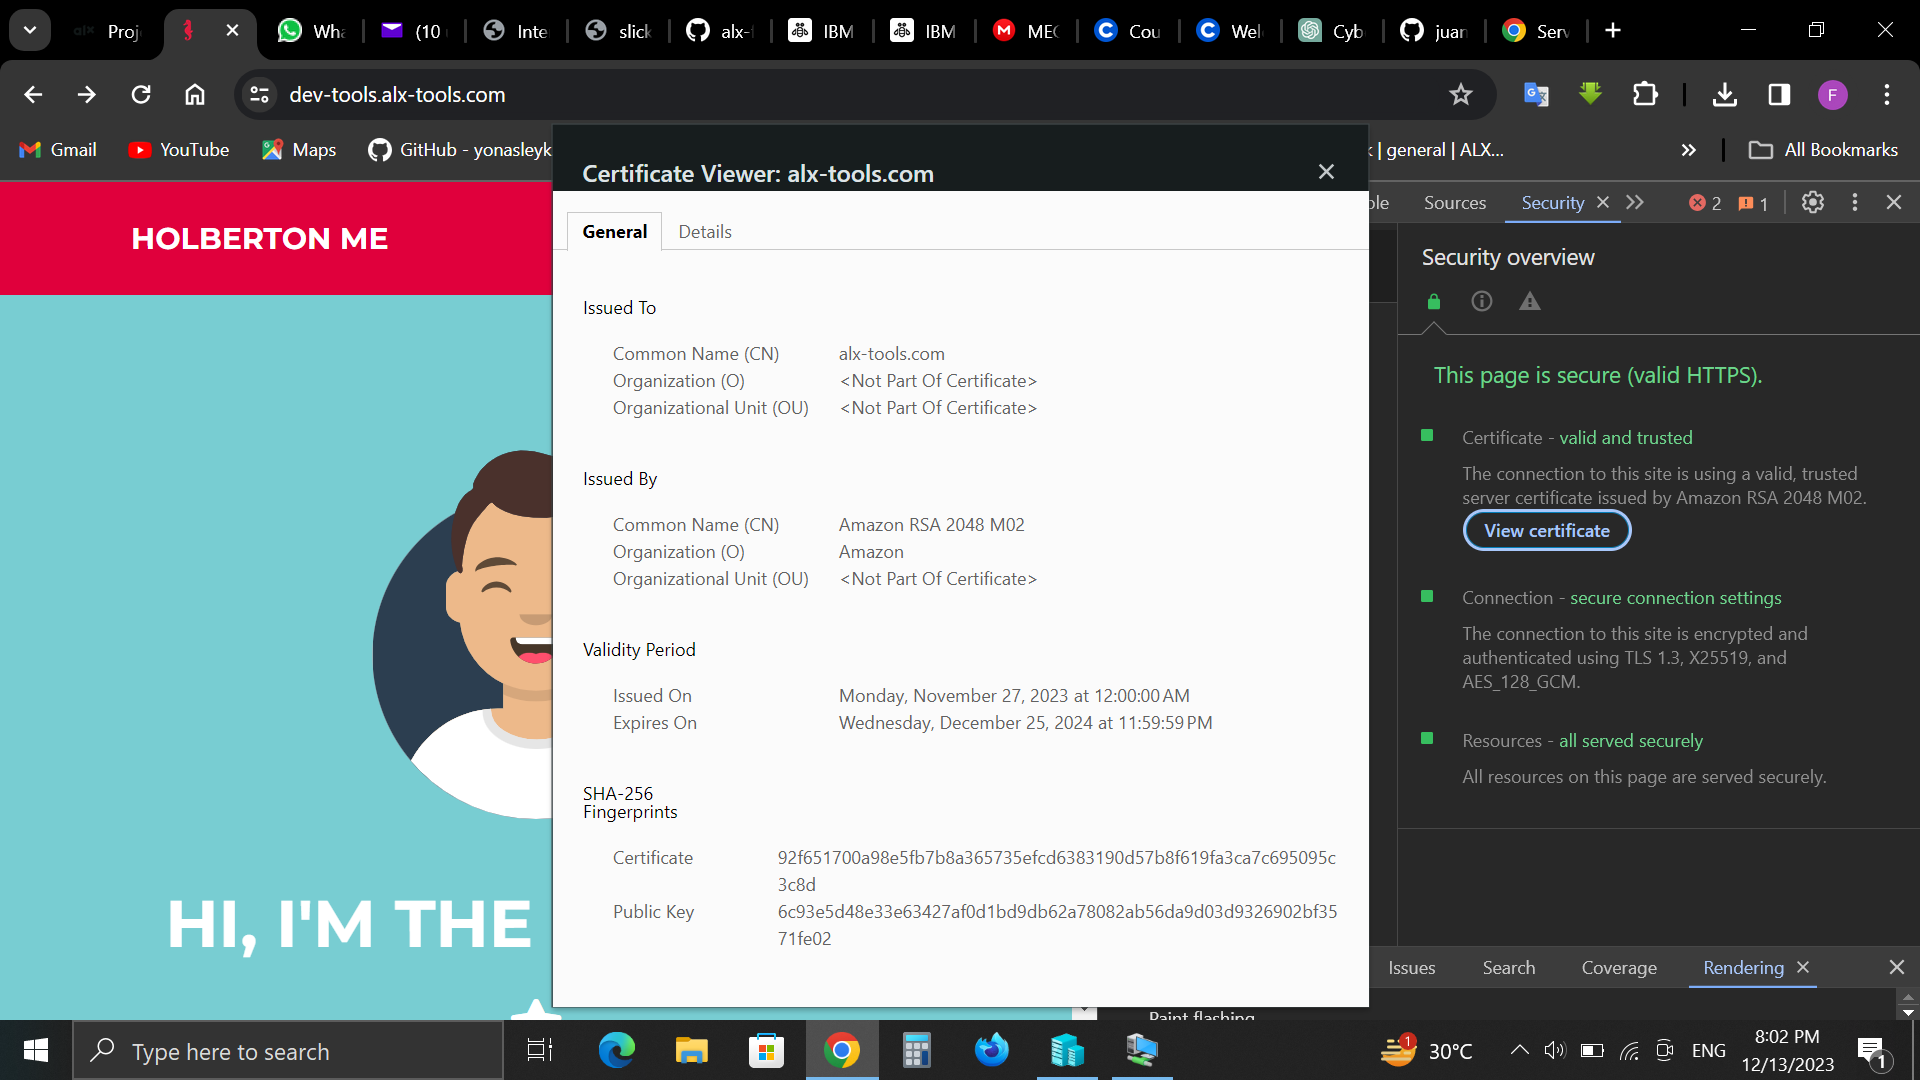 Proj
Wha
(10
Inte
slick
alx-
IBM
IBM
ME
Cou
Wel
Cyb
juan
Serv
dev-tools.alx-tools.com
F
Gmail
YouTube
Maps
GitHub - yonasleyk
k | general | ALX...
All Bookmarks
HOLBERTON ME
HI, I'M THE
Certificate Viewer: alx-tools.com
General
Details
Issued To
Common Name (CN) alx-tools.com
Organization (O) <Not Part Of Certificate>
Organizational Unit (OU) <Not Part Of Certificate>
Issued By
Common Name (CN) Amazon RSA 2048 M02
Organization (O) Amazon
Organizational Unit (OU) <Not Part Of Certificate>
Validity Period
Issued On Monday, November 27, 2023 at 12:00:00 AM
Expires On Wednesday, December 25, 2024 at 11:59:59 PM
SHA-256
Fingerprints
Certificate 92f651700a98e5fb7b8a365735efcd6383190d57b8f619fa3ca7c695095c
3c8d
Public Key 6c93e5d48e33e63427af0d1bd9db62a78082ab56da9d03d9326902bf35
71fe02
ole
Sources
Security
2
1
Security overview
This page is secure (valid HTTPS).
Certificate - valid and trusted
The connection to this site is using a valid, trusted
server certificate issued by Amazon RSA 2048 M02.
View certificate
Connection - secure connection settings
The connection to this site is encrypted and
authenticated using TLS 1.3, X25519, and
AES_128_GCM.
Resources - all served securely
All resources on this page are served securely.
Issues
Search
Coverage
Rendering
Paint flashing
Type here to search
1
30°C
ENG
8:02 PM
12/13/2023
1